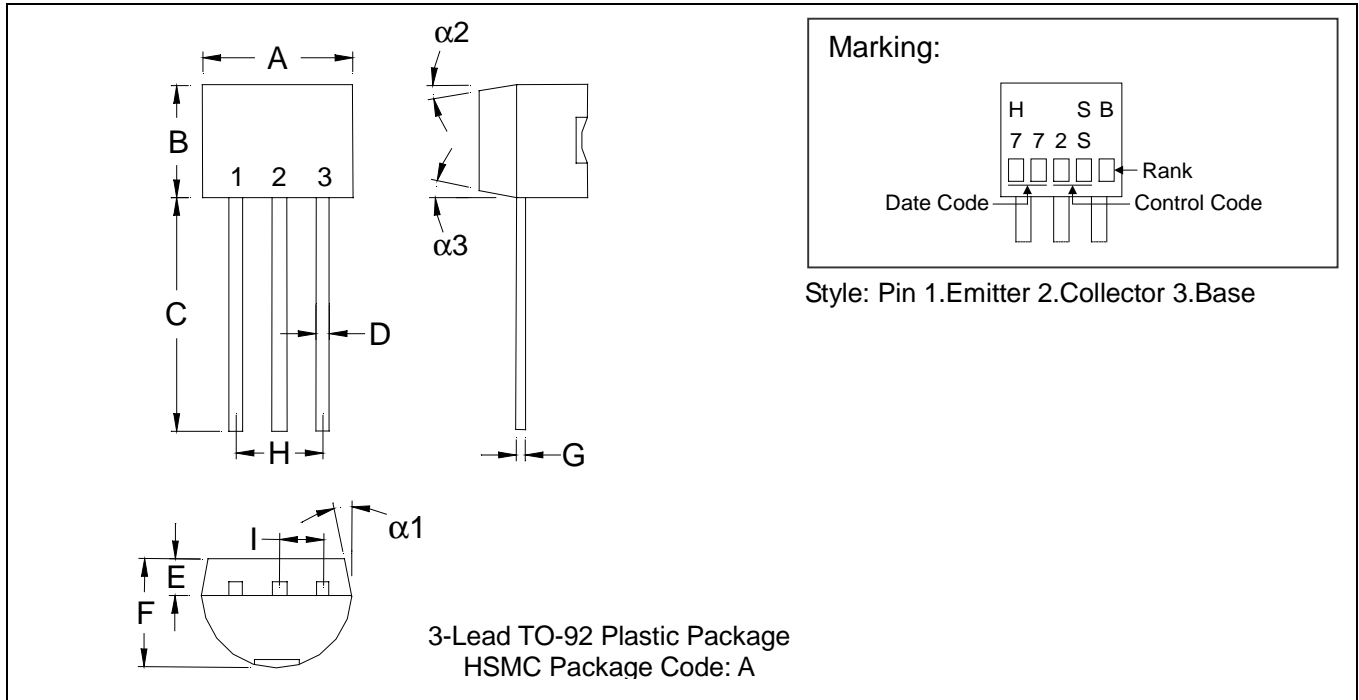 A
B
1 2 3
C
D
H
α2
α3
G
I
α1
E
F
3-Lead TO-92 Plastic Package
HSMC Package Code: A
Marking:
H S B
7 7 2 S
Rank
Date Code
Control Code
Style: Pin 1.Emitter 2.Collector 3.Base